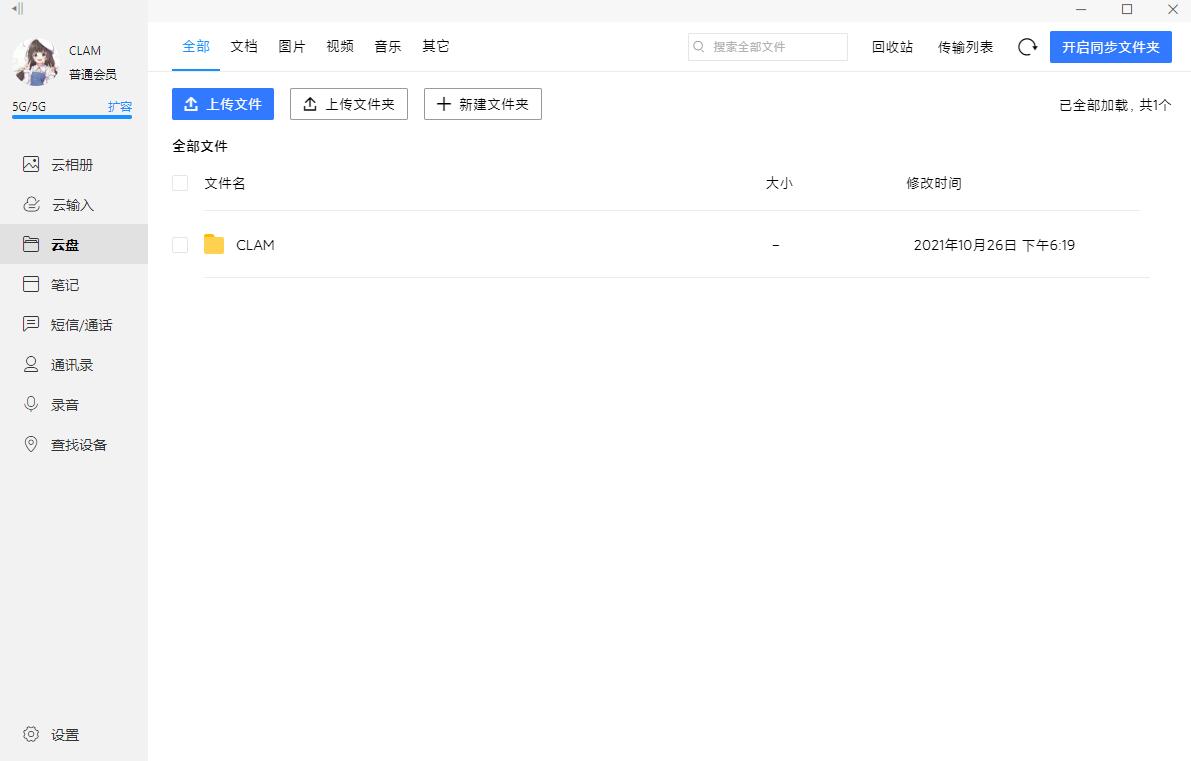 CLAM
普通会员
5G/5G 扩容
云相册
云输入
云盘
笔记
短信/通话
通讯录
录音
查找设备
设置
全部 文档 图片 视频 音乐 其它 搜索全部文件 回收站 传输列表 开启同步文件夹
上传文件 上传文件夹 新建文件夹 已全部加载，共1个
全部文件
文件名 大小 修改时间
CLAM – 2021年10月26日 下午6:19